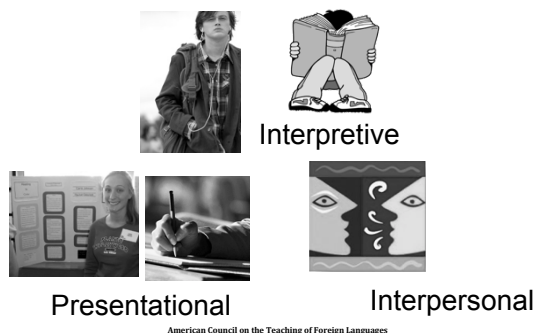 Interpretive
Presentational
Interpersonal
American Council on the Teaching of Foreign Languages